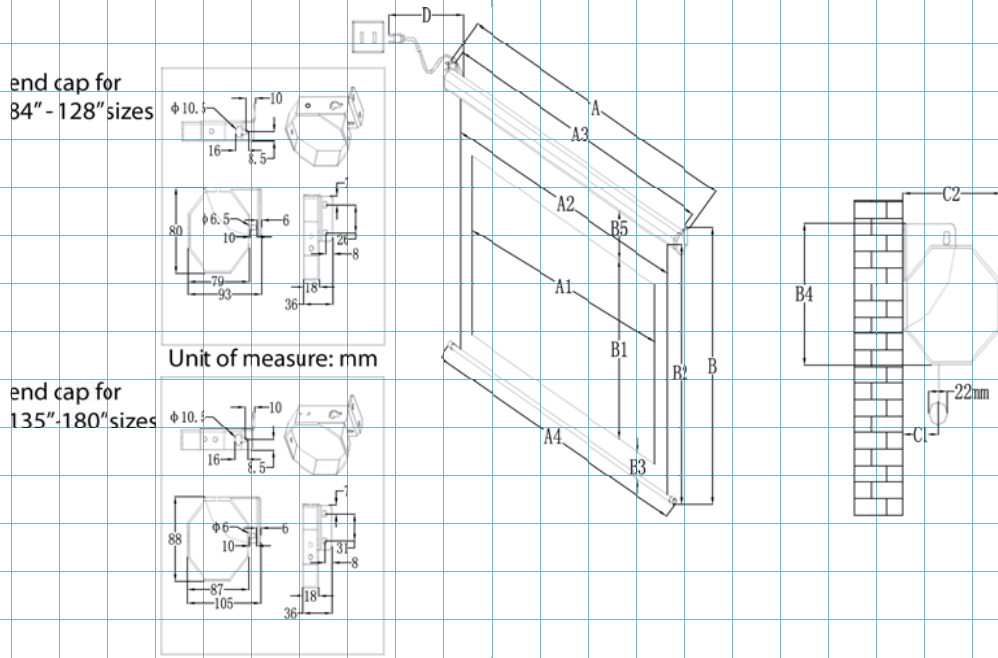 D
end cap for
84"-128"sizes
φ10.5
10
16
8.5
A
A3
80
φ6.5
10
6
79
93
7
26
8
18
36
A2
B5
A1
B1
B2
B
C2
B4
22mm
C1
Unit of measure: mm
end cap for
135"-180"sizes
φ10.5
10
16
8.5
A4
B3
88
φ6
10
6
87
105
7
31
8
18
36